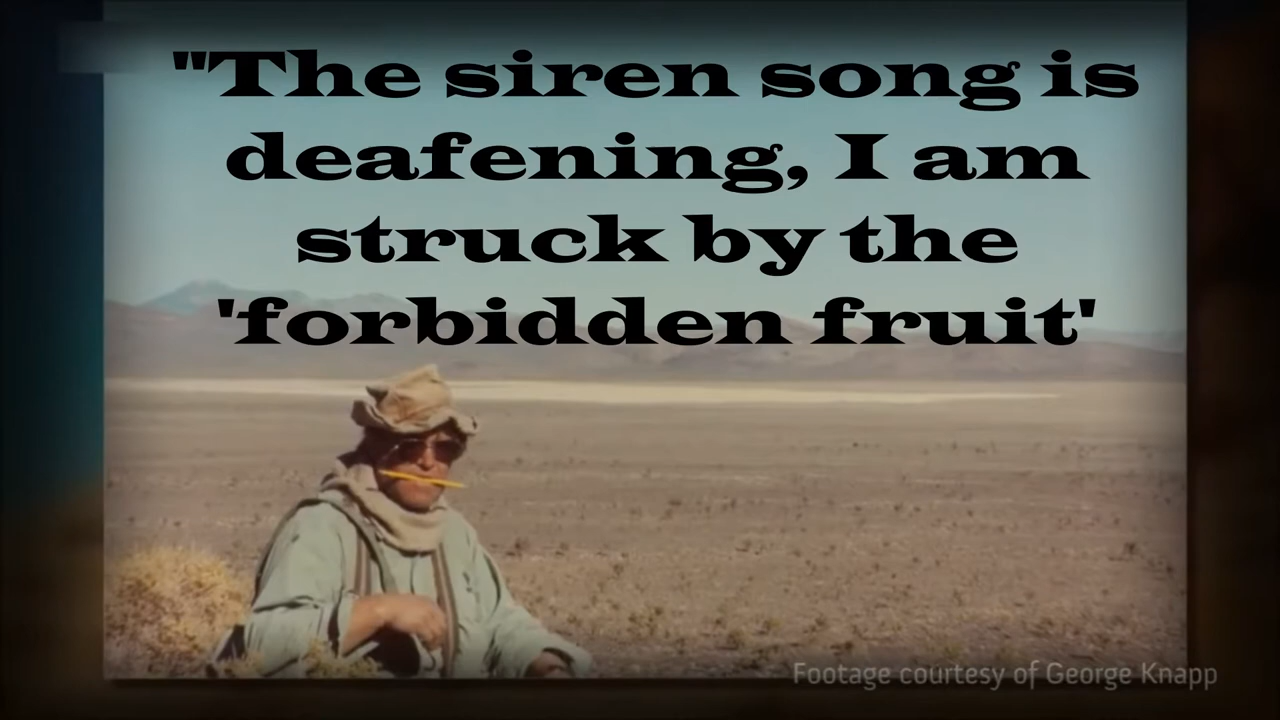 "The siren song is
deafening, I am
struck by the
'forbidden fruit'
Footage courtesy of George Knapp